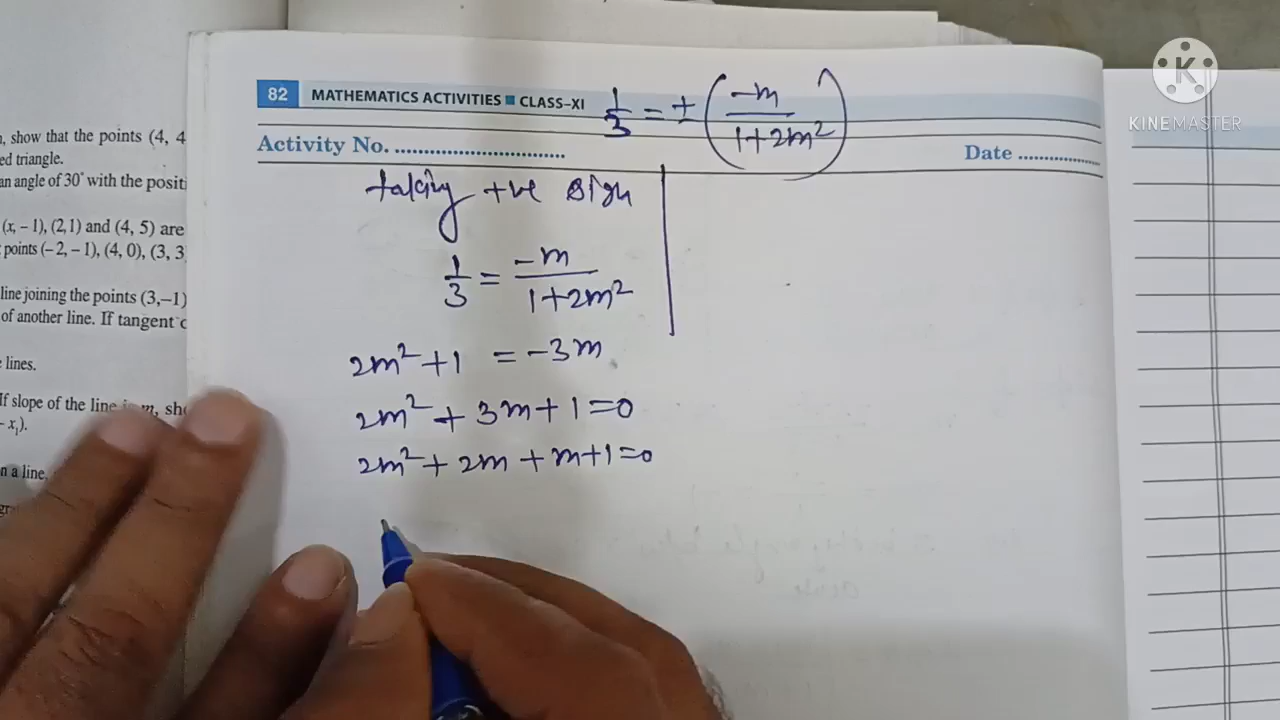 , show that the points (4, 4
ed triangle.
an angle of 30° with the positi
(x, – 1), (2,1) and (4, 5) are
points (– 2, – 1), (4, 0), (3, 3
line joining the points (3,–1)
of another line. If tangent
lines.
If slope of the line is m, sh
– x₁).
n a line.
82 MATHEMATICS ACTIVITIES ■ CLASS–XI
1/3 = ± (-m/1+2m²)
Activity No. ..............................
Date ................
taking +ve sign
1/3 = -m/1+2m²
2m²+1 = -3m
2m² + 3m + 1 = 0
2m² + 2m + m+1=0
K
KINEMASTER